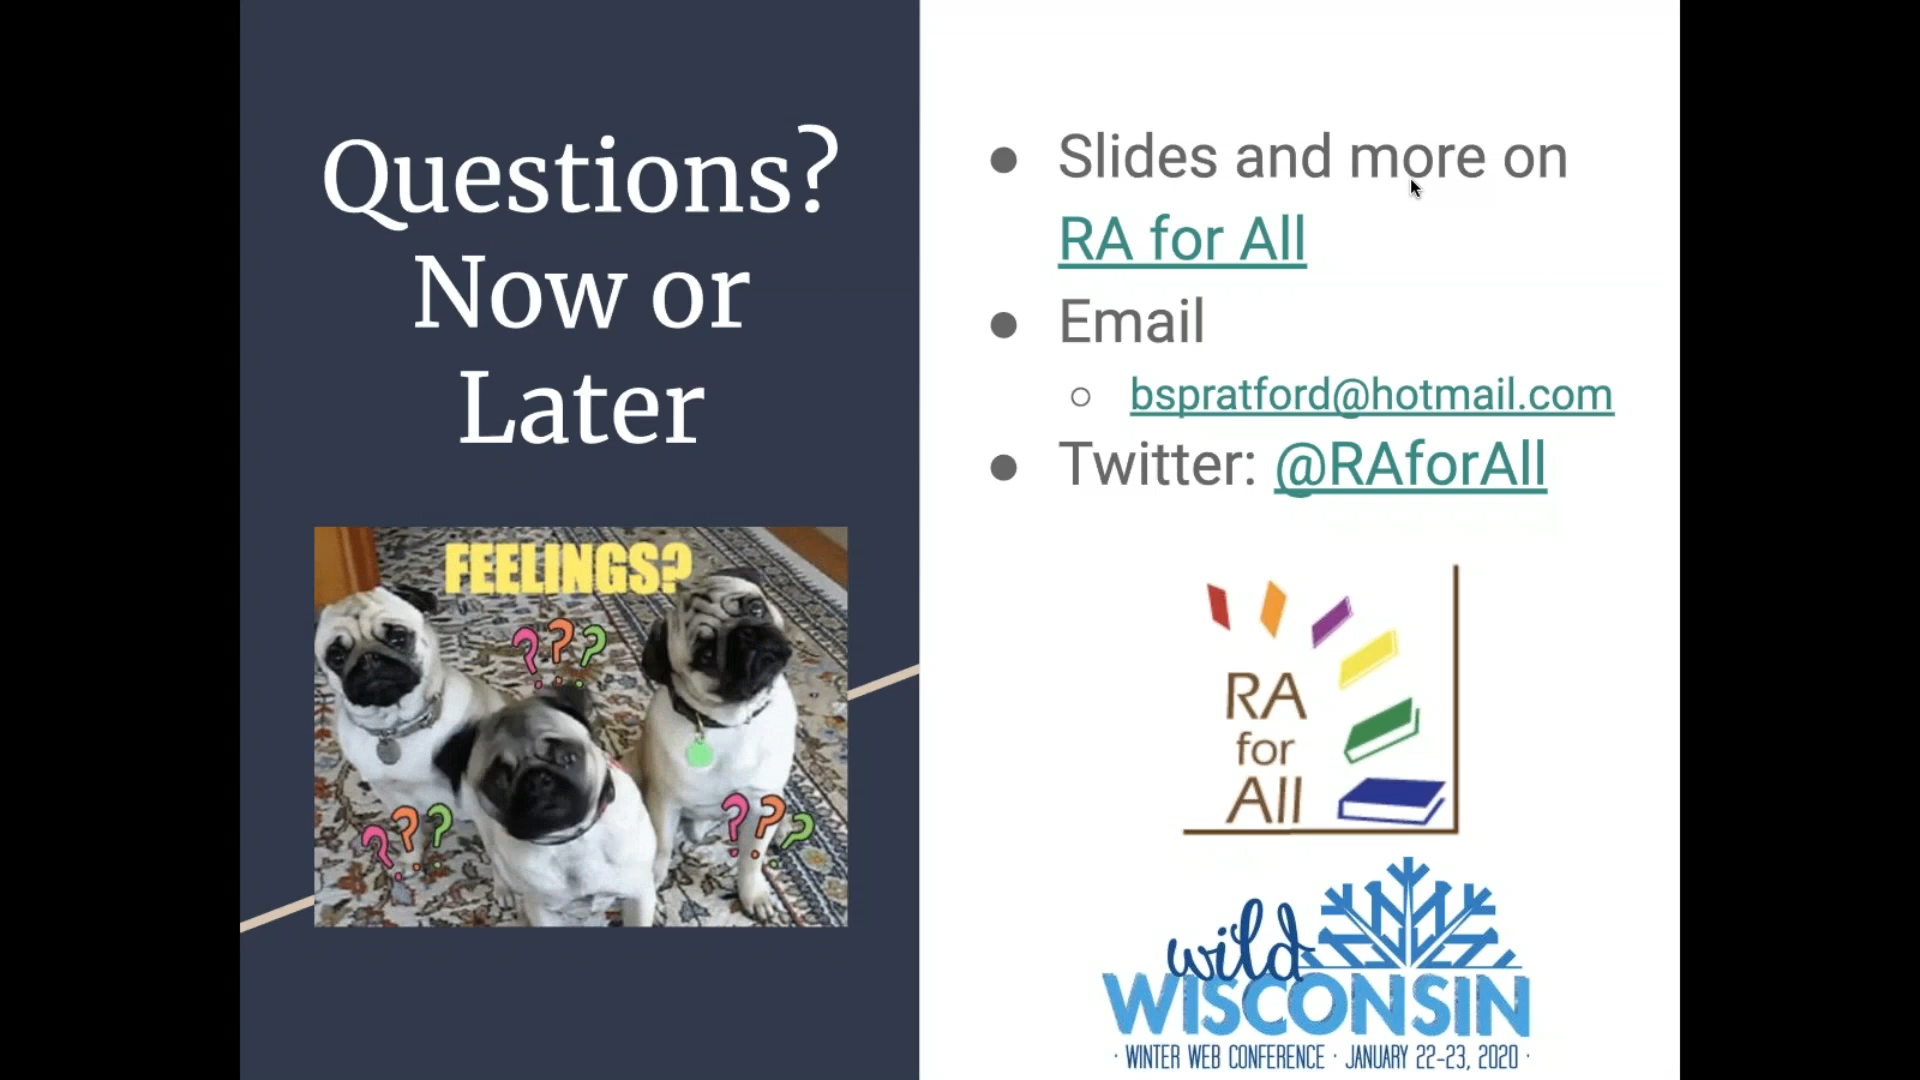 Questions?
Now or
Later
FEELINGS?
???
???
???
Slides and more on
RA for All
Email
bspratford@hotmail.com
Twitter: @RAforAll
RA
for
All
wild
WISCONSIN
· WINTER WEB CONFERENCE · JANUARY 22-23, 2020 ·